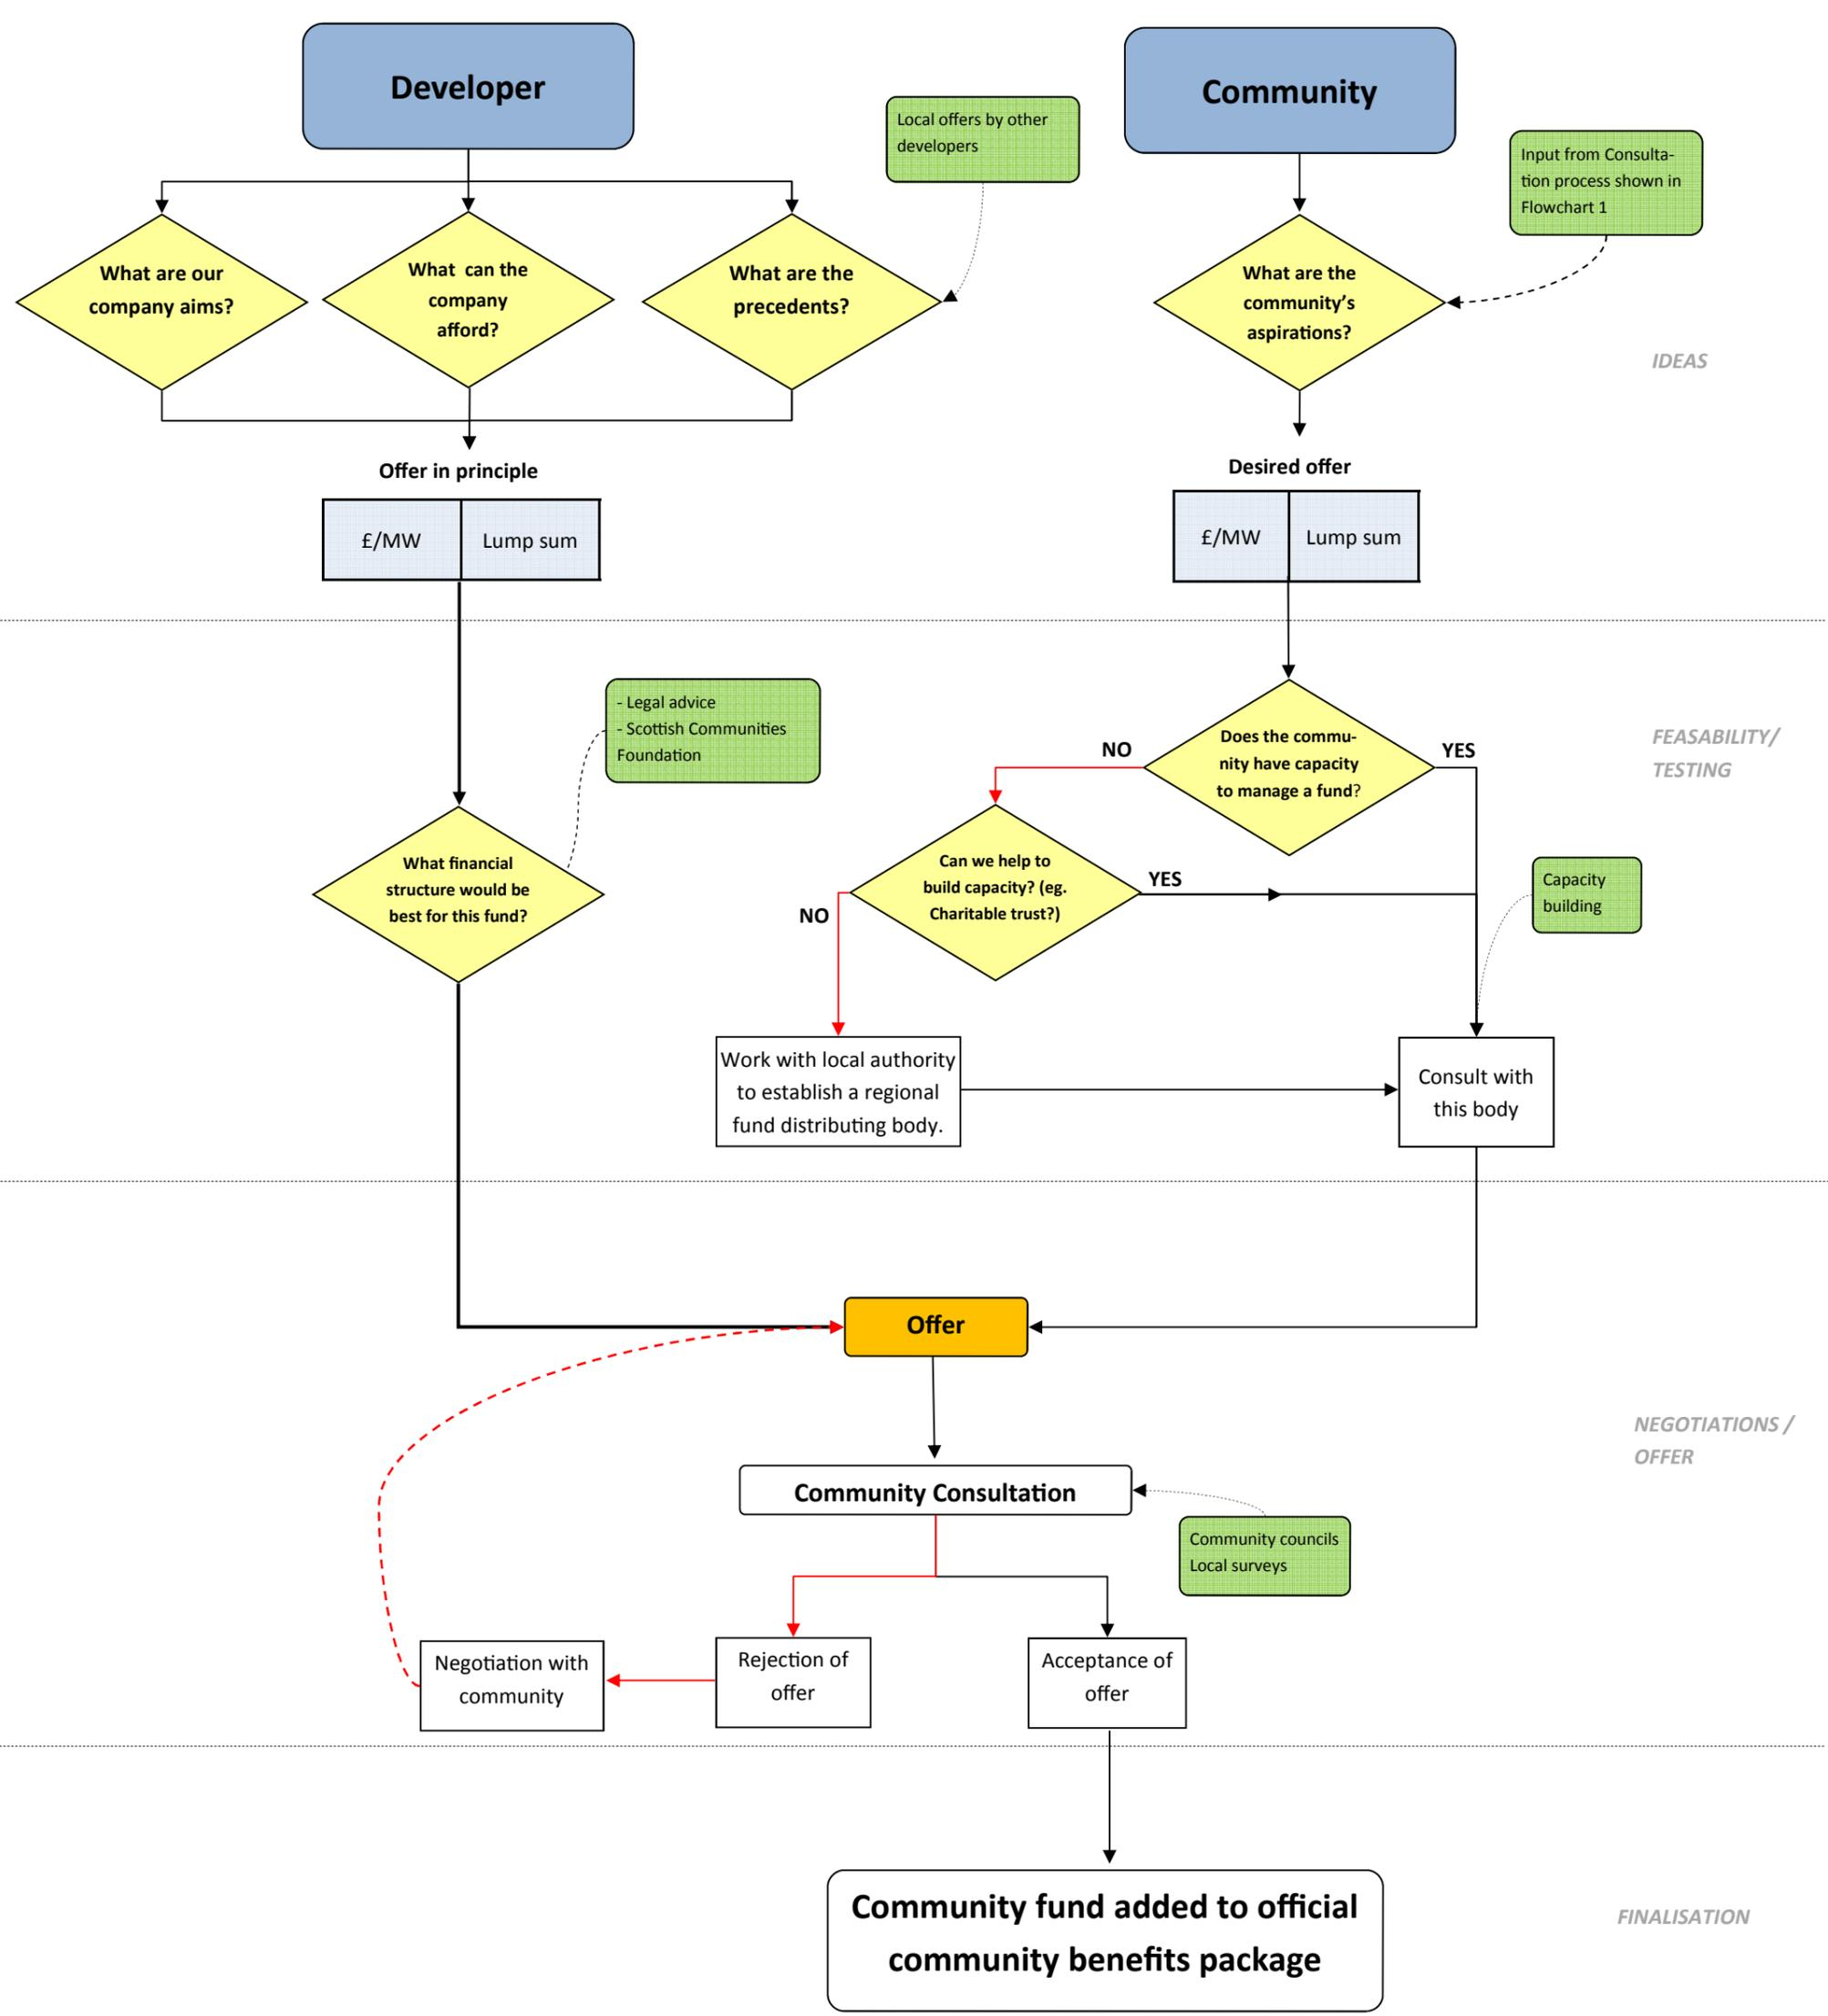 Developer
Community
Local offers by other
developers
Input from Consulta-
tion process shown in
Flowchart 1
What are our
company aims?
What  can the
company
afford?
What are the
precedents?
What are the
community’s
aspirations?
IDEAS
Offer in principle
£/MW
Lump sum
Desired offer
£/MW
Lump sum
- Legal advice
- Scottish Communities
Foundation
FEASABILITY/
TESTING
Does the commu-
nity have capacity
to manage a fund?
NO
YES
What financial
structure would be
best for this fund?
Can we help to
build capacity? (eg.
Charitable trust?)
NO
YES
Capacity
building
Work with local authority
to establish a regional
fund distributing body.
Consult with
this body
Offer
NEGOTIATIONS /
OFFER
Community Consultation
Community councils
Local surveys
Negotiation with
community
Rejection of
offer
Acceptance of
offer
Community fund added to official
community benefits package
FINALISATION